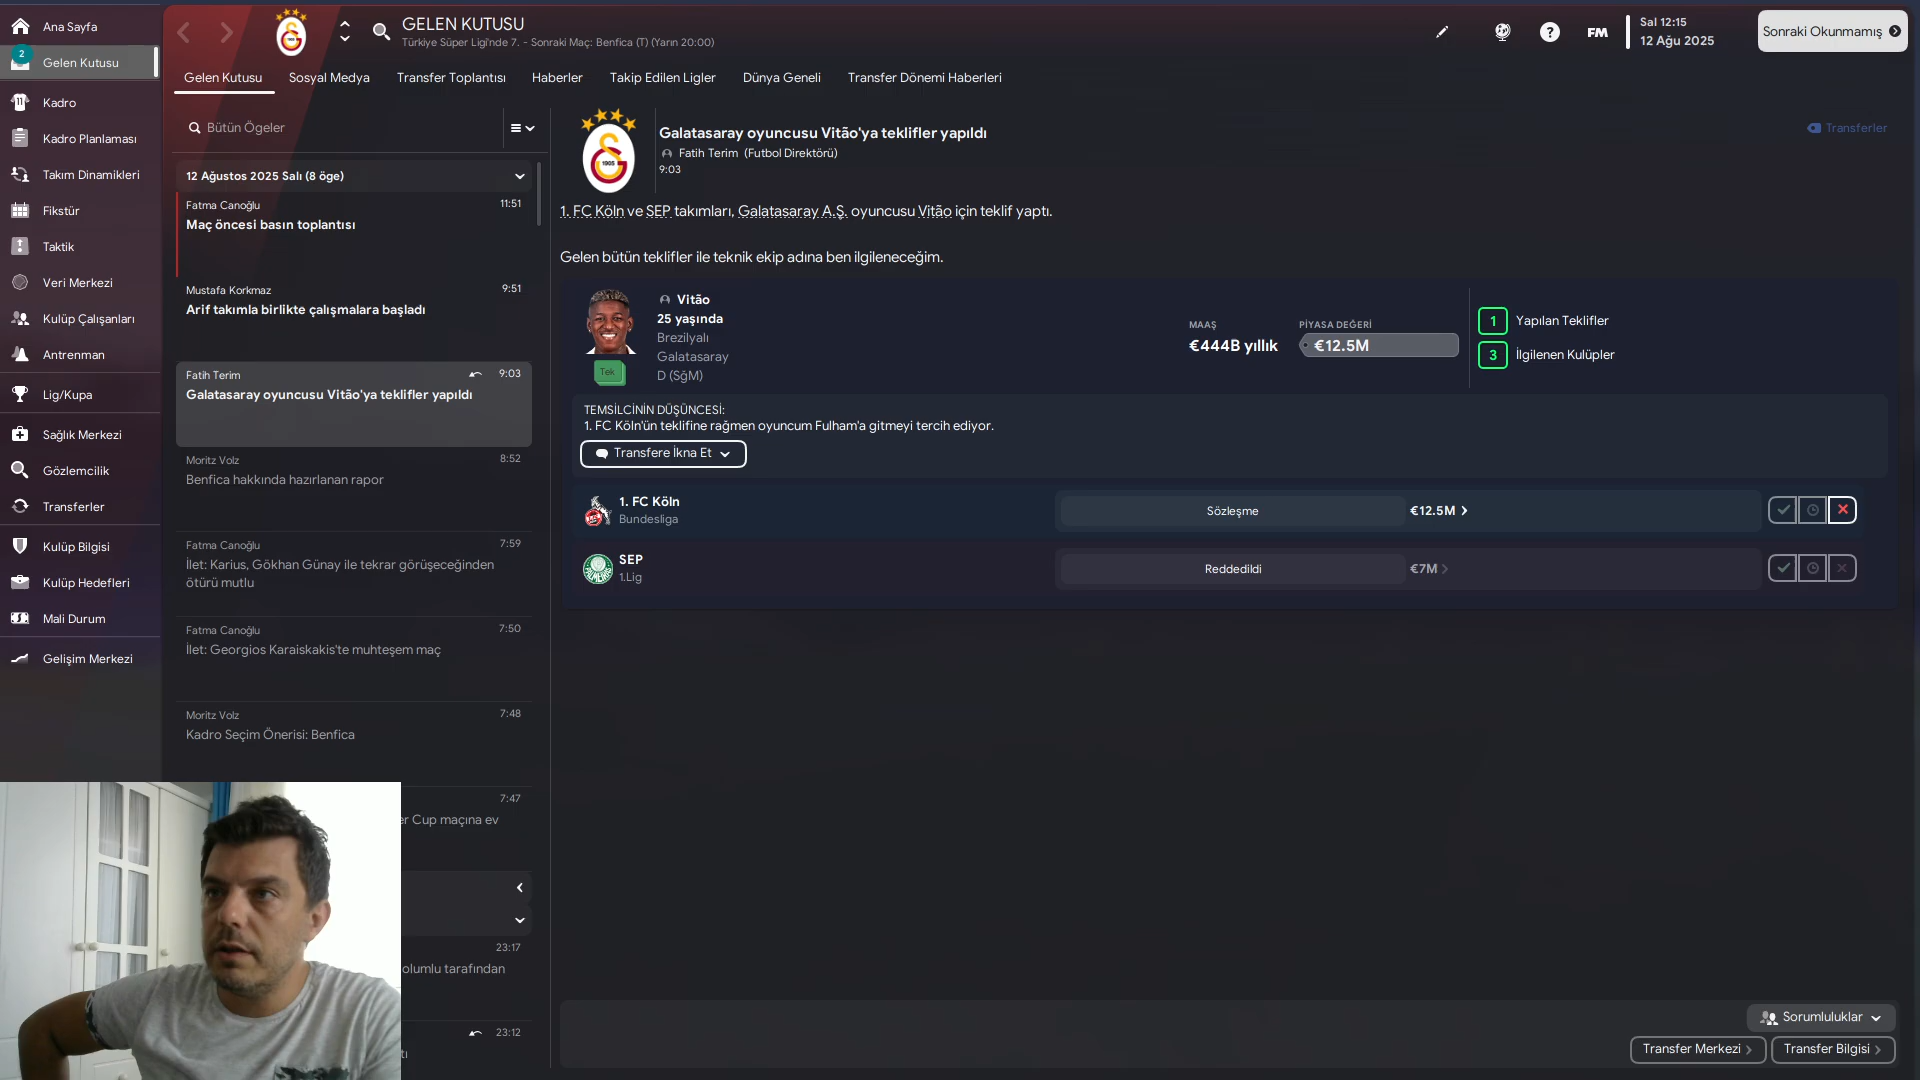 Ana Sayfa
2
Gelen Kutusu
Kadro
Kadro Planlaması
Takım Dinamikleri
Fikstür
Taktik
Veri Merkezi
Kulüp Çalışanları
Antrenman
Lig/Kupa
Sağlık Merkezi
Gözlemcilik
Transferler
Kulüp Bilgisi
Kulüp Hedefleri
Mali Durum
Gelişim Merkezi
GELEN KUTUSU
Türkiye Süper Ligi'nde 7. - Sonraki Maç: Benfica (T) (Yarın 20:00)
FM
Sal 12:15
12 Ağu 2025
Sonraki Okunmamış
Gelen Kutusu
Sosyal Medya
Transfer Toplantısı
Haberler
Takip Edilen Ligler
Dünya Geneli
Transfer Dönemi Haberleri
Bütün Ögeler
12 Ağustos 2025 Salı (8 öge)
Fatma Canoğlu 11:51
Maç öncesi basın toplantısı
Mustafa Korkmaz 9:51
Arif takımla birlikte çalışmalara başladı
Fatih Terim 9:03
Galatasaray oyuncusu Vitão'ya teklifler yapıldı
Moritz Volz 8:52
Benfica hakkında hazırlanan rapor
Fatma Canoğlu 7:59
İlet: Karius, Gökhan Günay ile tekrar görüşeceğinden
ötürü mutlu
Fatma Canoğlu 7:50
İlet: Georgios Karaiskakis'te muhteşem maç
Moritz Volz 7:48
Kadro Seçim Önerisi: Benfica
7:47
er Cup maçına ev
23:17
olumlu tarafından
23:12
tı
1905
Galatasaray oyuncusu Vitão'ya teklifler yapıldı
Fatih Terim (Futbol Direktörü)
9:03
Transferler
1. FC Köln ve SEP takımları, Galatasaray A.Ş. oyuncusu Vitão için teklif yaptı.
Gelen bütün teklifler ile teknik ekip adına ben ilgileneceğim.
Vitão
25 yaşında
Brezilyalı
Galatasaray
D (SğM)
Tek
MAAŞ
€444B yıllık
PİYASA DEĞERİ
€12.5M
1 Yapılan Teklifler
3 İlgilenen Kulüpler
TEMSİLCİNİN DÜŞÜNCESİ:
1. FC Köln'ün teklifine rağmen oyuncum Fulham'a gitmeyi tercih ediyor.
Transfere İkna Et
1. FC Köln
Bundesliga
Sözleşme
€12.5M
SEP
1.Lig
Reddedildi
€7M
Sorumluluklar
Transfer Merkezi
Transfer Bilgisi